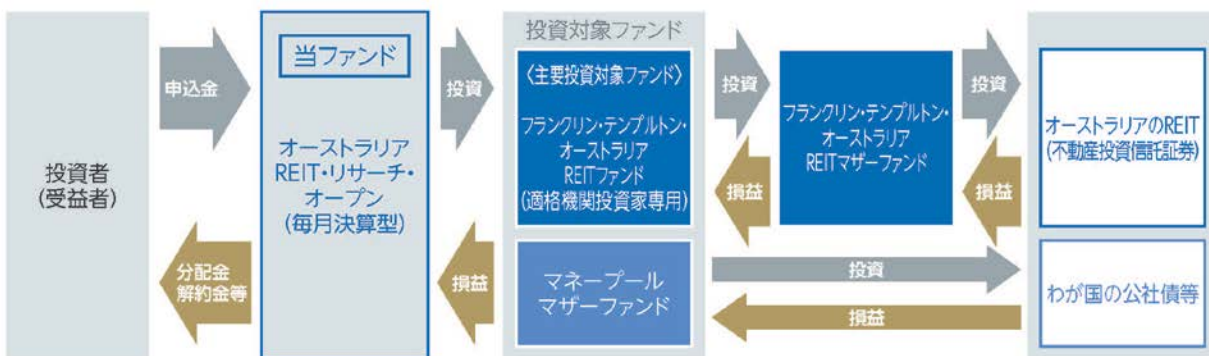 投資者
(受益者)
申込金
分配金
解約金等
当ファンド
オーストラリア
REIT・リサーチ・
オープン
(毎月決算型)
投資
損益
投資対象ファンド
〈主要投資対象ファンド〉
フランクリン・テンプルトン・
オーストラリア
REITファンド
(適格機関投資家専用)
マネープール
マザーファンド
投資
損益
フランクリン・テンプルトン・
オーストラリア
REITマザーファンド
投資
損益
投資
損益
オーストラリアのREIT
(不動産投資信託証券)
わが国の公社債等